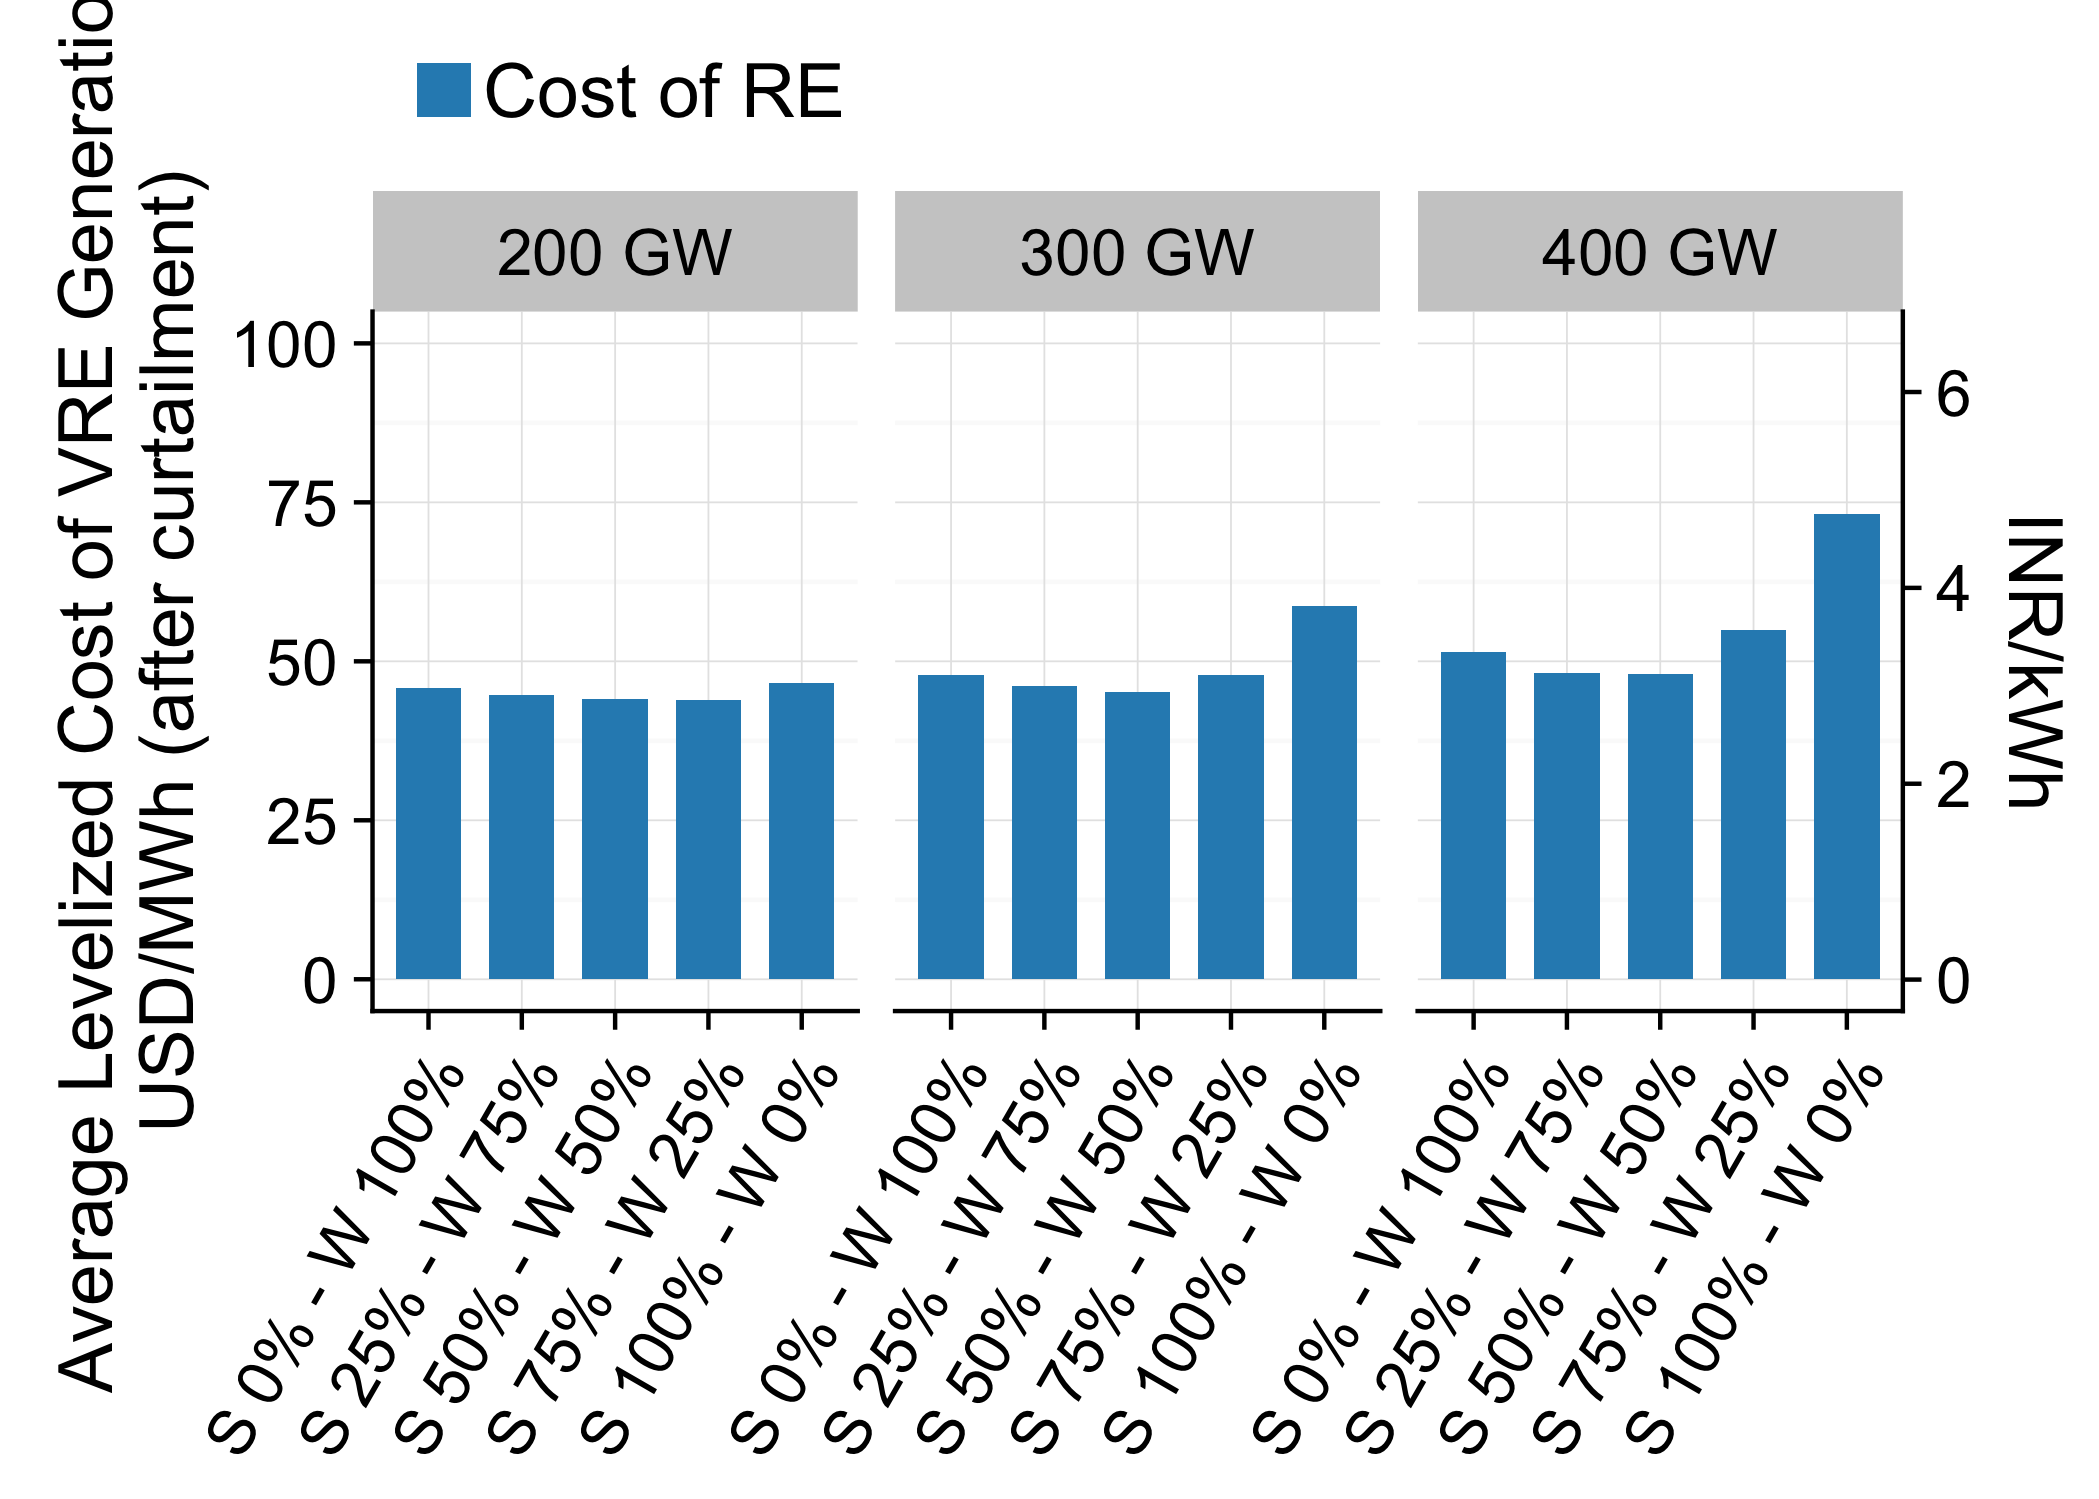 Average Levelized Cost of VRE Generatio
USD/MWh (after curtailment)
Cost of RE
200 GW
300 GW
400 GW
100
75
50
25
0
6
4
2
0
INR/kWh
S 0% - W 100%
S 25% - W 75%
S 50% - W 50%
S 75% - W 25%
S 100% - W 0%
S 0% - W 100%
S 25% - W 75%
S 50% - W 50%
S 75% - W 25%
S 100% - W 0%
S 0% - W 100%
S 25% - W 75%
S 50% - W 50%
S 75% - W 25%
S 100% - W 0%